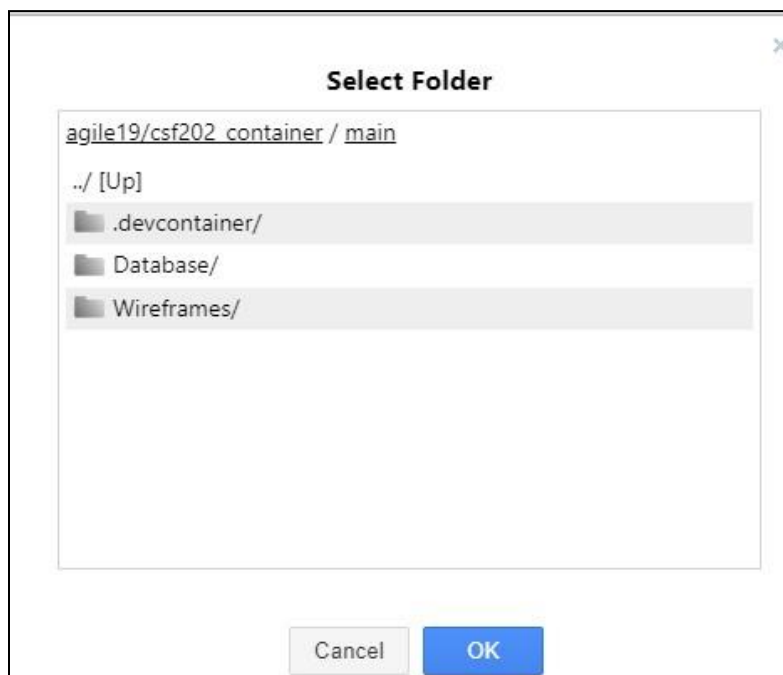 Select Folder
agile19/csf202_container / main
../ [Up]
.devcontainer/
Database/
Wireframes/
Cancel OK